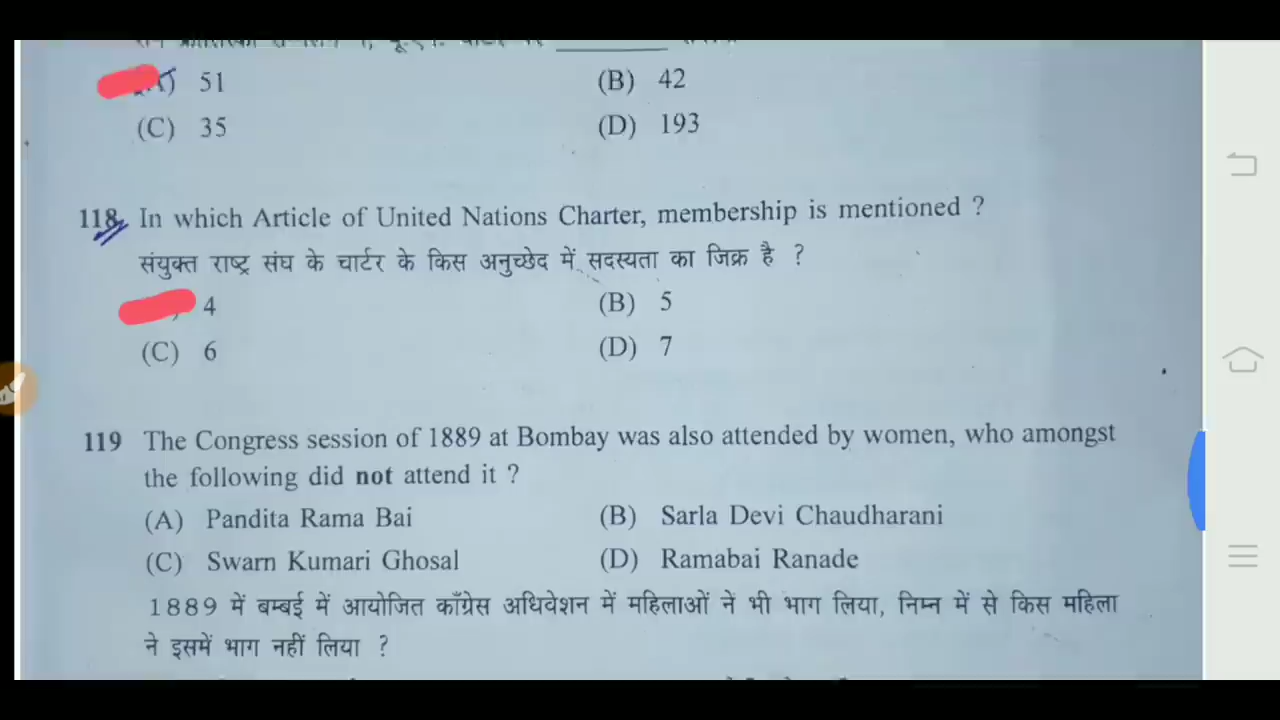 (A) 51 (B) 42
(C) 35 (D) 193
118 In which Article of United Nations Charter, membership is mentioned ?
संयुक्त राष्ट्र संघ के चार्टर के किस अनुच्छेद में सदस्यता का जिक्र है ?
4 (B) 5
(C) 6 (D) 7
119 The Congress session of 1889 at Bombay was also attended by women, who amongst
the following did not attend it ?
(A) Pandita Rama Bai (B) Sarla Devi Chaudharani
(C) Swarn Kumari Ghosal (D) Ramabai Ranade
1889 में बम्बई में आयोजित काँग्रेस अधिवेशन में महिलाओं नें भी भाग लिया, निम्न में से किस महिला
ने इसमें भाग नहीं लिया ?